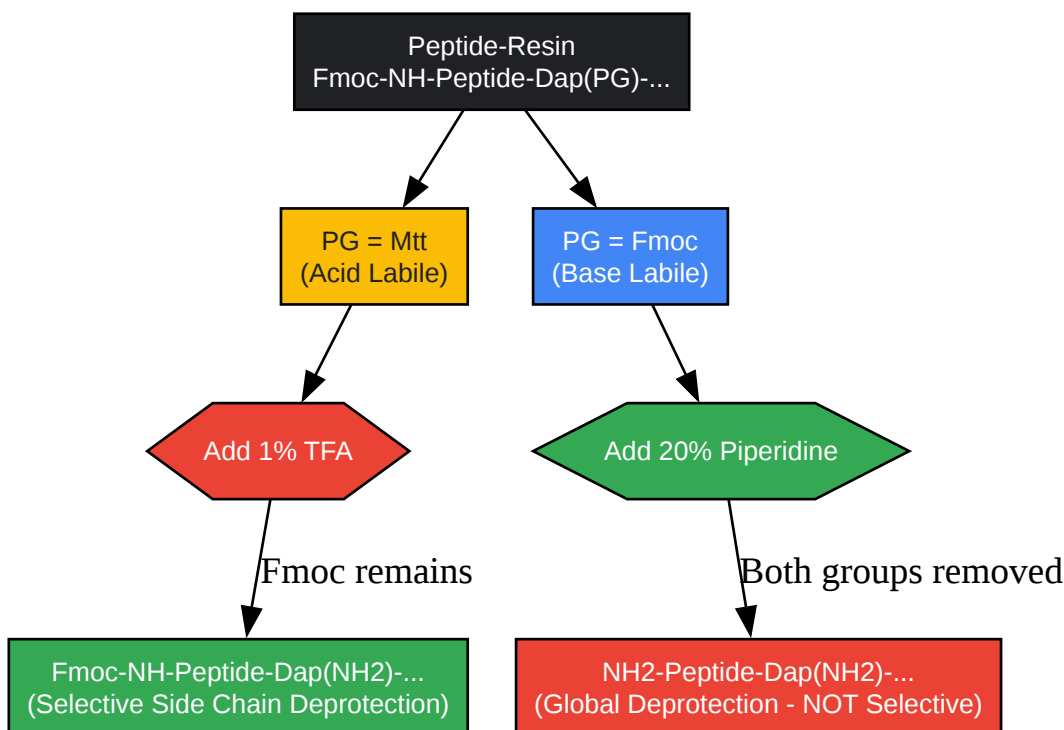 Peptide-Resin
Fmoc-NH-Peptide-Dap(PG)-...
PG = Mtt
(Acid Labile)
PG = Fmoc
(Base Labile)
Add 1% TFA
Add 20% Piperidine
Fmoc remains
Both groups removed
Fmoc-NH-Peptide-Dap(NH2)-...
(Selective Side Chain Deprotection)
NH2-Peptide-Dap(NH2)-...
(Global Deprotection - NOT Selective)